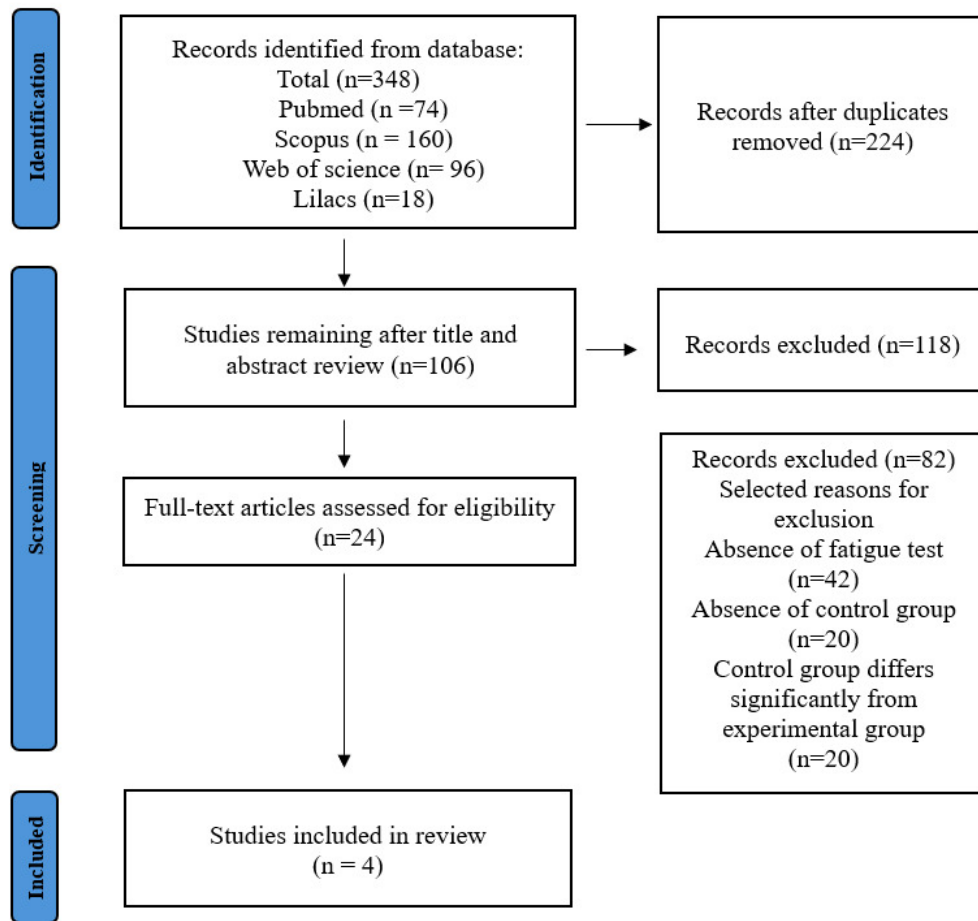 Identification
Records identified from database:
Total (n=348)
Pubmed (n =74)
Scopus (n = 160)
Web of science (n= 96)
Lilacs (n=18)
Records after duplicates
removed (n=224)
Screening
Studies remaining after title and
abstract review (n=106)
Records excluded (n=118)
Full-text articles assessed for eligibility
(n=24)
Records excluded (n=82)
Selected reasons for
exclusion
Absence of fatigue test
(n=42)
Absence of control group
(n=20)
Control group differs
significantly from
experimental group
(n=20)
Included
Studies included in review
(n = 4)